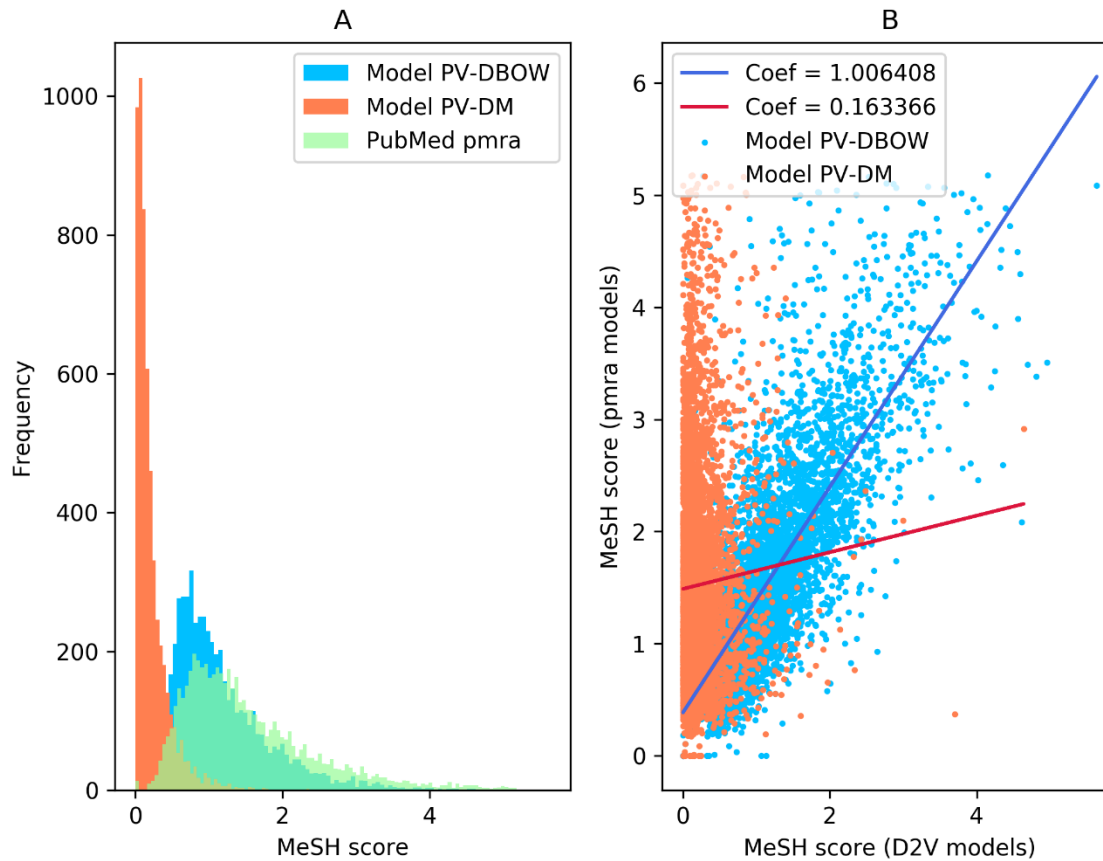 A
Model PV-DBOW
Model PV-DM
PubMed pmra
Frequency
1000
800
600
400
200
0
0
2
4
MeSH score
B
Coef = 1.006408
Coef = 0.163366
Model PV-DBOW
Model PV-DM
MeSH score (pmra models)
6
5
4
3
2
1
0
0
2
4
MeSH score (D2V models)